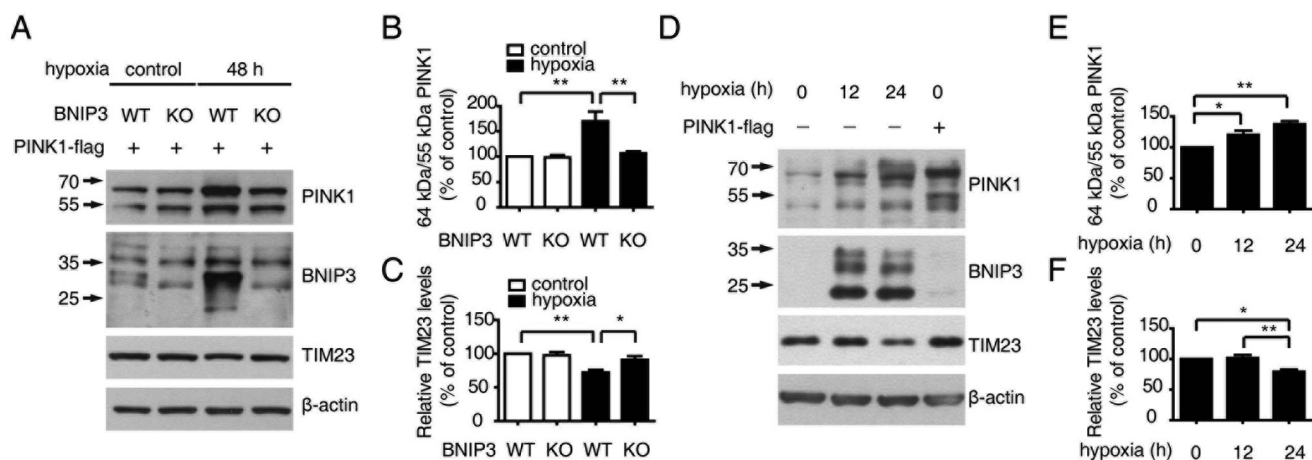 A
hypoxia control 48 h
BNIP3 WT KO WT KO
PINK1-flag + + + +
70
55
PINK1
35
25
BNIP3
TIM23
β-actin
B
control
hypoxia
** **
64 kDa/55 kDa PINK1
(% of control)
200
150
100
50
0
BNIP3 WT KO WT KO
C
control
hypoxia
** *
Relative TIM23 levels
(% of control)
150
100
50
0
BNIP3 WT KO WT KO
D
hypoxia (h) 0 12 24 0
PINK1-flag − − − +
70
55
PINK1
35
25
BNIP3
TIM23
β-actin
E
**
*
64 kDa/55 kDa PINK1
(% of control)
150
100
50
0
hypoxia (h) 0 12 24
F
*
**
Relative TIM23 levels
(% of control)
150
100
50
0
hypoxia (h) 0 12 24